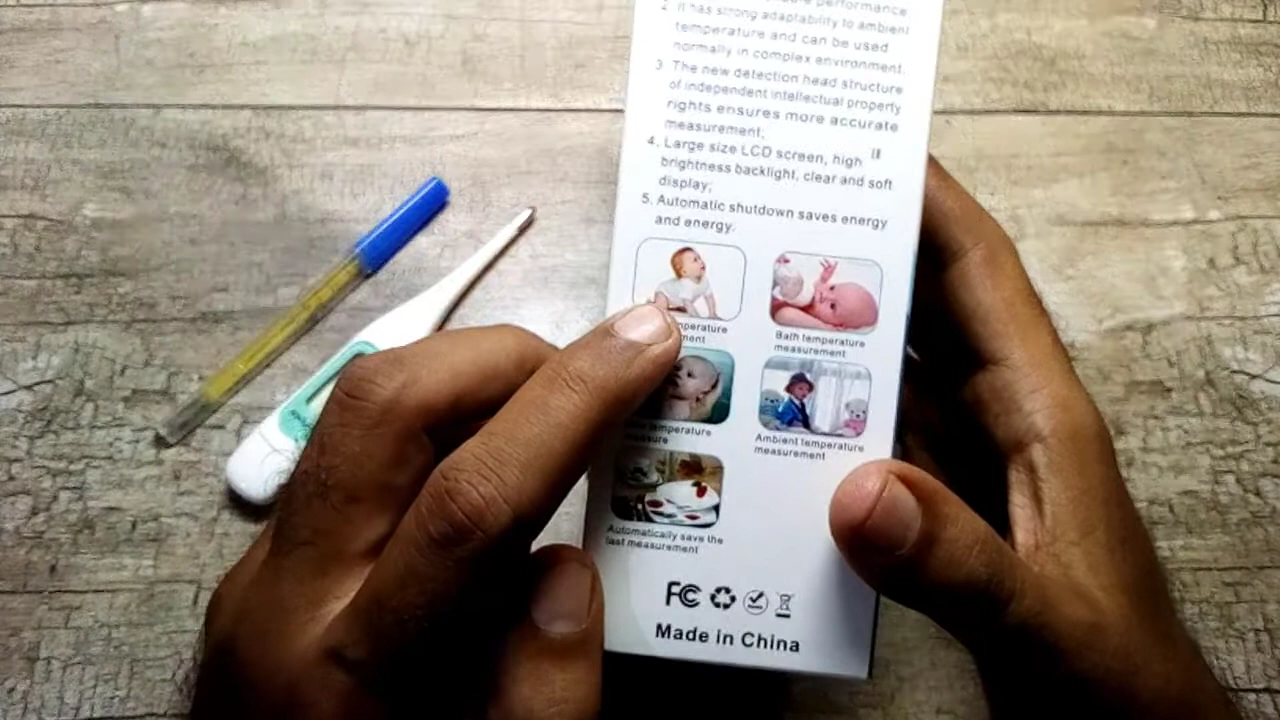 performance
2. It has strong adaptability to ambient
temperature and can be used
normally in complex environment.
3. The new detection head structure
of independent intellectual property
rights ensures more accurate
measurement;
4. Large size LCD screen, high
brightness backlight, clear and soft
display;
5. Automatic shutdown saves energy
and energy.
Bath temperature
measurement
temperature
Ambient temperature
measurement
Automatically save the
last measurement
FC
Made in China